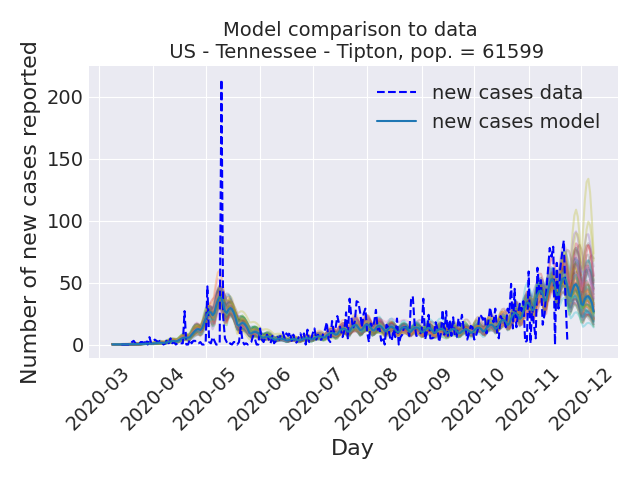 Model comparison to data
US - Tennessee - Tipton, pop. = 61599
Number of new cases reported
200
150
100
50
0
new cases data
new cases model
2020-03
2020-04
2020-05
2020-06
2020-07
2020-08
2020-09
2020-10
2020-11
2020-12
Day